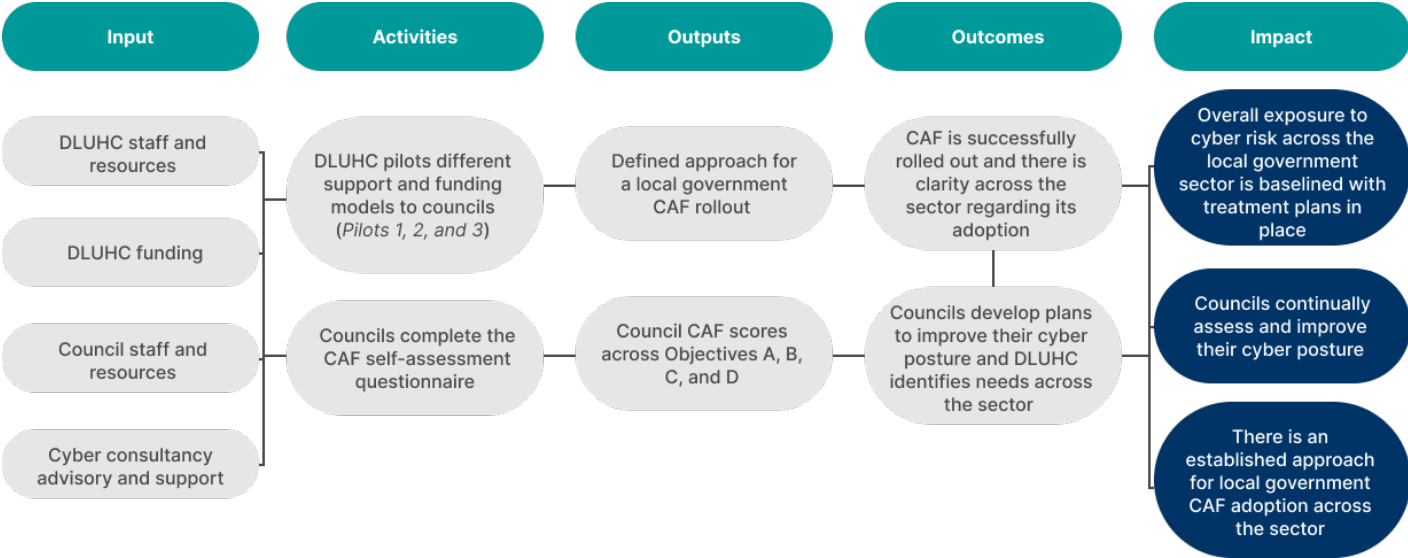 Input
Activities
Outputs
Outcomes
Impact
DLUHC staff and
resources
DLUHC funding
Council staff and
resources
Cyber consultancy
advisory and support
DLUHC pilots different
support and funding
models to councils
(Pilots 1, 2, and 3)
Councils complete the
CAF self-assessment
questionnaire
Defined approach for
a local government
CAF rollout
Council CAF scores
across Objectives A, B,
C, and D
CAF is successfully
rolled out and there is
clarity across the
sector regarding its
adoption
Councils develop plans
to improve their cyber
posture and DLUHC
identifies needs across
the sector
Overall exposure to
cyber risk across the
local government
sector is baselined with
treatment plans in
place
Councils continually
assess and improve
their cyber posture
There is an
established approach
for local government
CAF adoption across
the sector